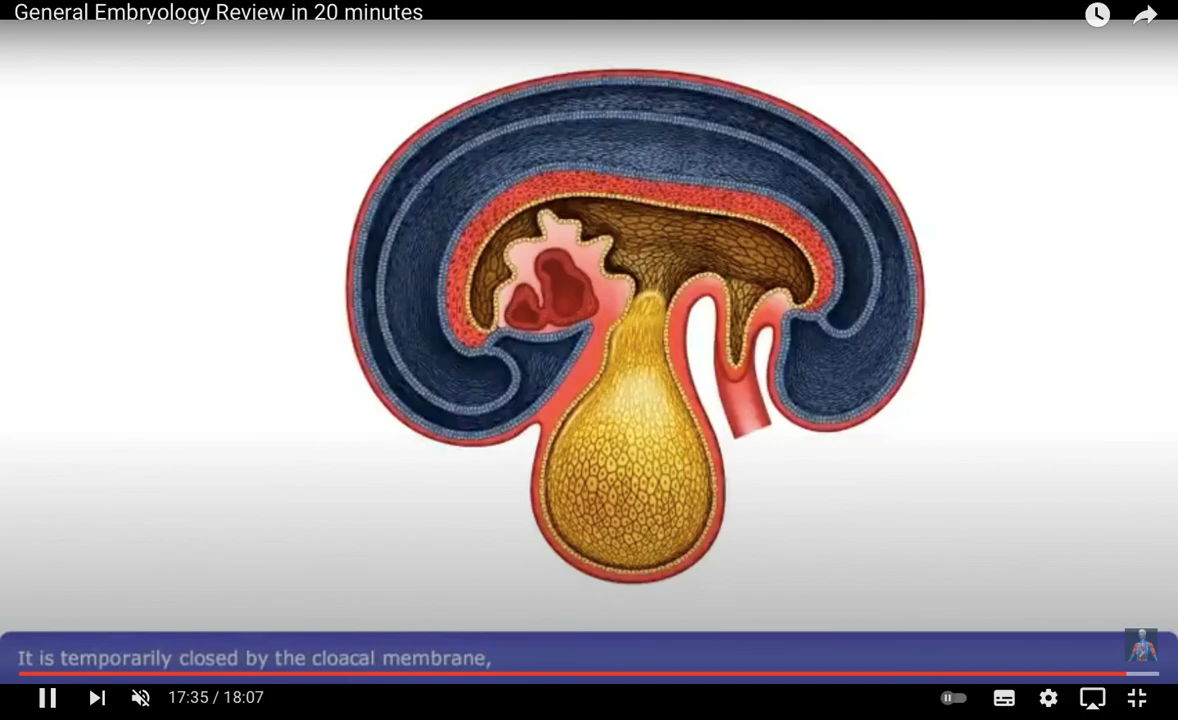 General Embryology Review in 20 minutes
It is temporarily closed by the cloacal membrane,
17:35 / 18:07